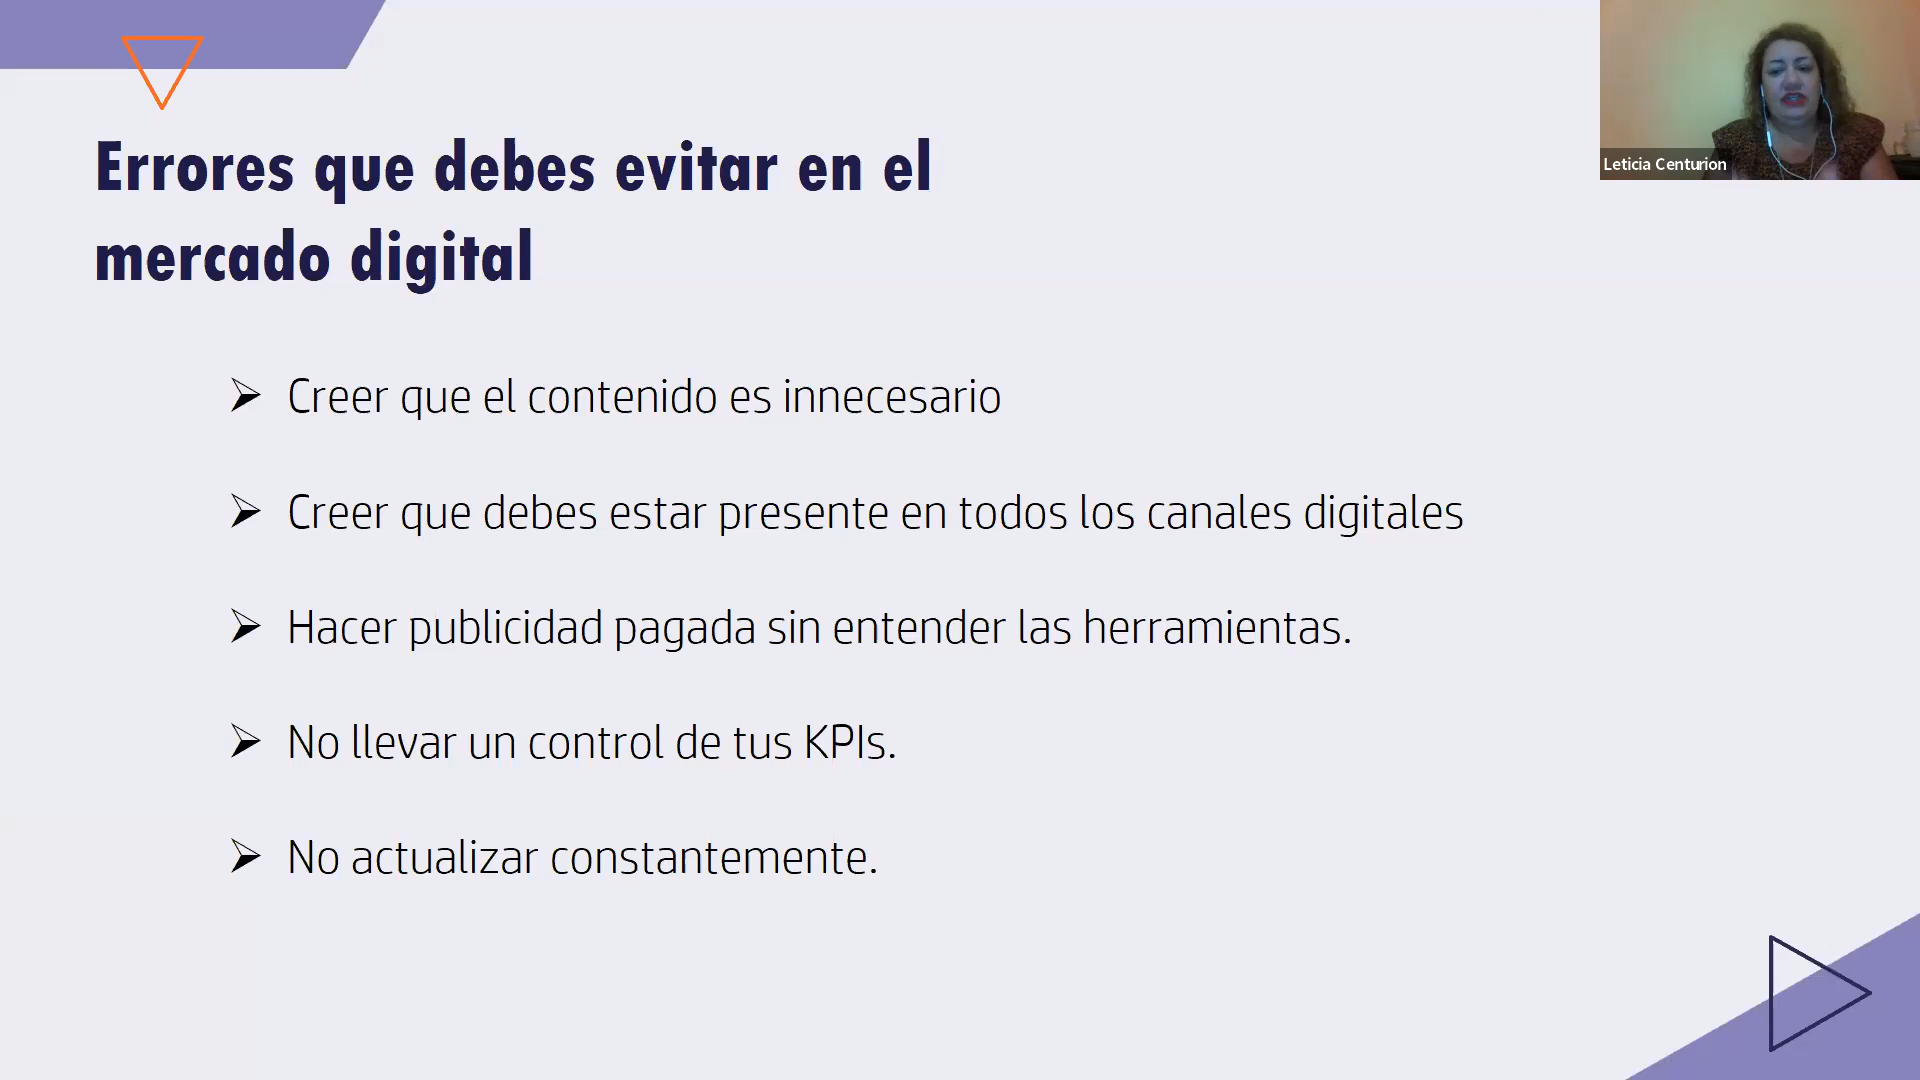 Errores que debes evitar en el
mercado digital
Leticia Centurion
Creer que el contenido es innecesario
Creer que debes estar presente en todos los canales digitales
Hacer publicidad pagada sin entender las herramientas.
No llevar un control de tus KPIs.
No actualizar constantemente.